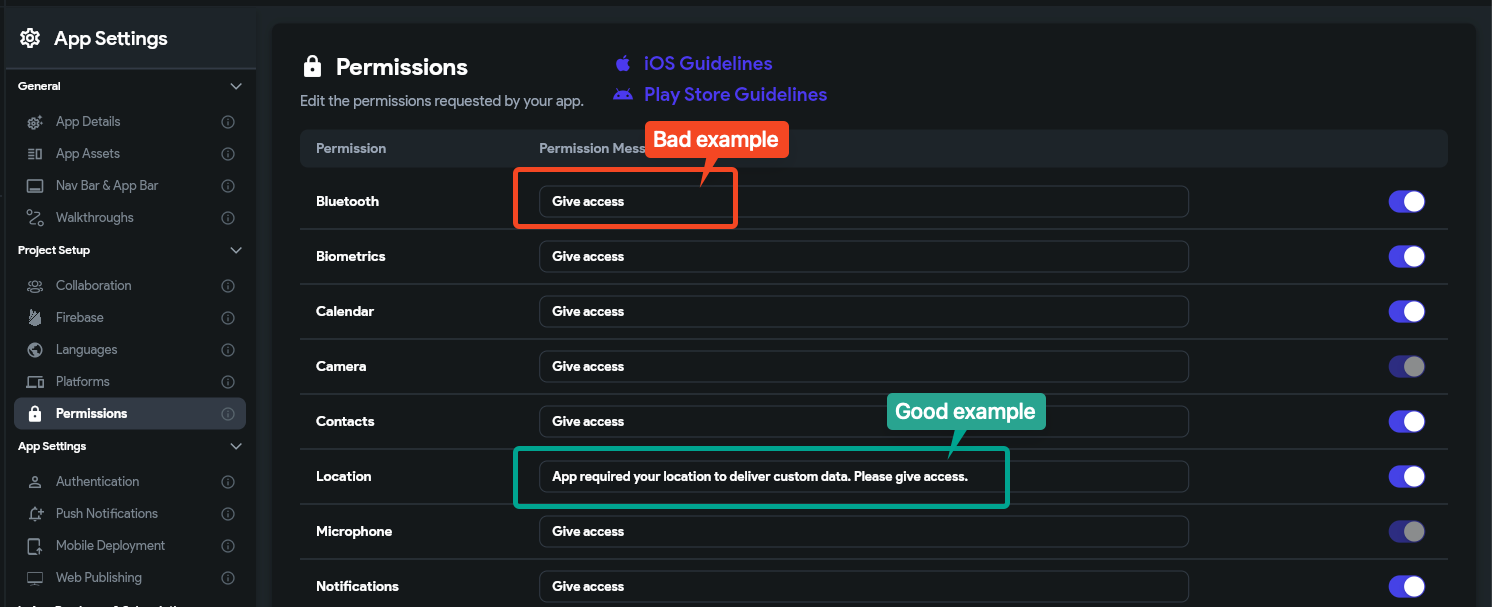 App Settings
General
App Details
App Assets
Nav Bar & App Bar
Walkthroughs
Project Setup
Collaboration
Firebase
Languages
Platforms
Permissions
App Settings
Authentication
Push Notifications
Mobile Deployment
Web Publishing
Permissions
Edit the permissions requested by your app.
iOS Guidelines
Play Store Guidelines
Permission
Permission Mess
Bad example
Bluetooth
Give access
Biometrics
Give access
Calendar
Give access
Camera
Give access
Contacts
Give access
Good example
Location
App required your location to deliver custom data. Please give access.
Microphone
Give access
Notifications
Give access